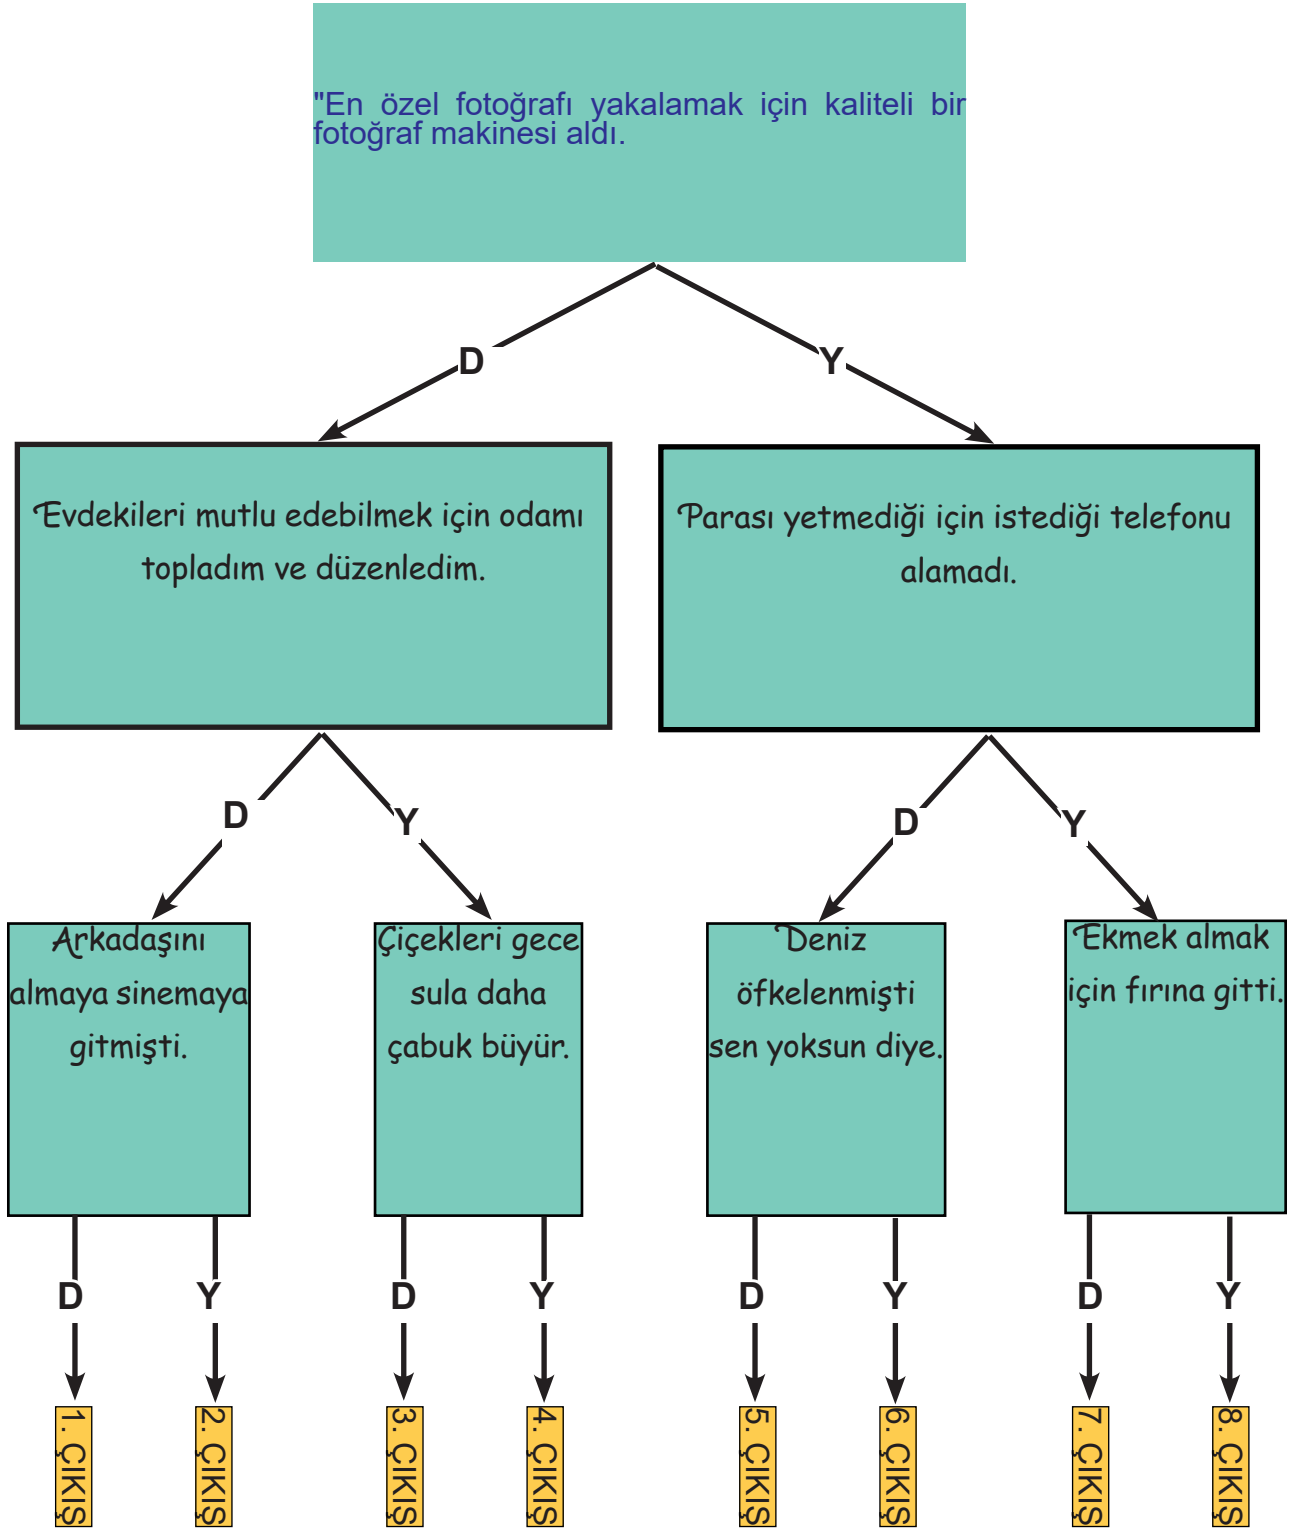 "En özel fotoğrafı yakalamak için kaliteli bir
fotoğraf makinesi aldı.
D
Y
Evdekileri mutlu edebilmek için odamı
topladım ve düzenledim.
Parası yetmediği için istediği telefonu
alamadı.
D
Y
D
Y
Arkadaşını
almaya sinemaya
gitmişti.
Çiçekleri gece
sula daha
çabuk büyür.
Deniz
öfkelenmişti
sen yoksun diye.
Ekmek almak
için fırına gitti.
D
Y
D
Y
D
Y
D
Y
1. ÇIKIŞ
2. ÇIKIŞ
3. ÇIKIŞ
4. ÇIKIŞ
5. ÇIKIŞ
6. ÇIKIŞ
7. ÇIKIŞ
8. ÇIKIŞ